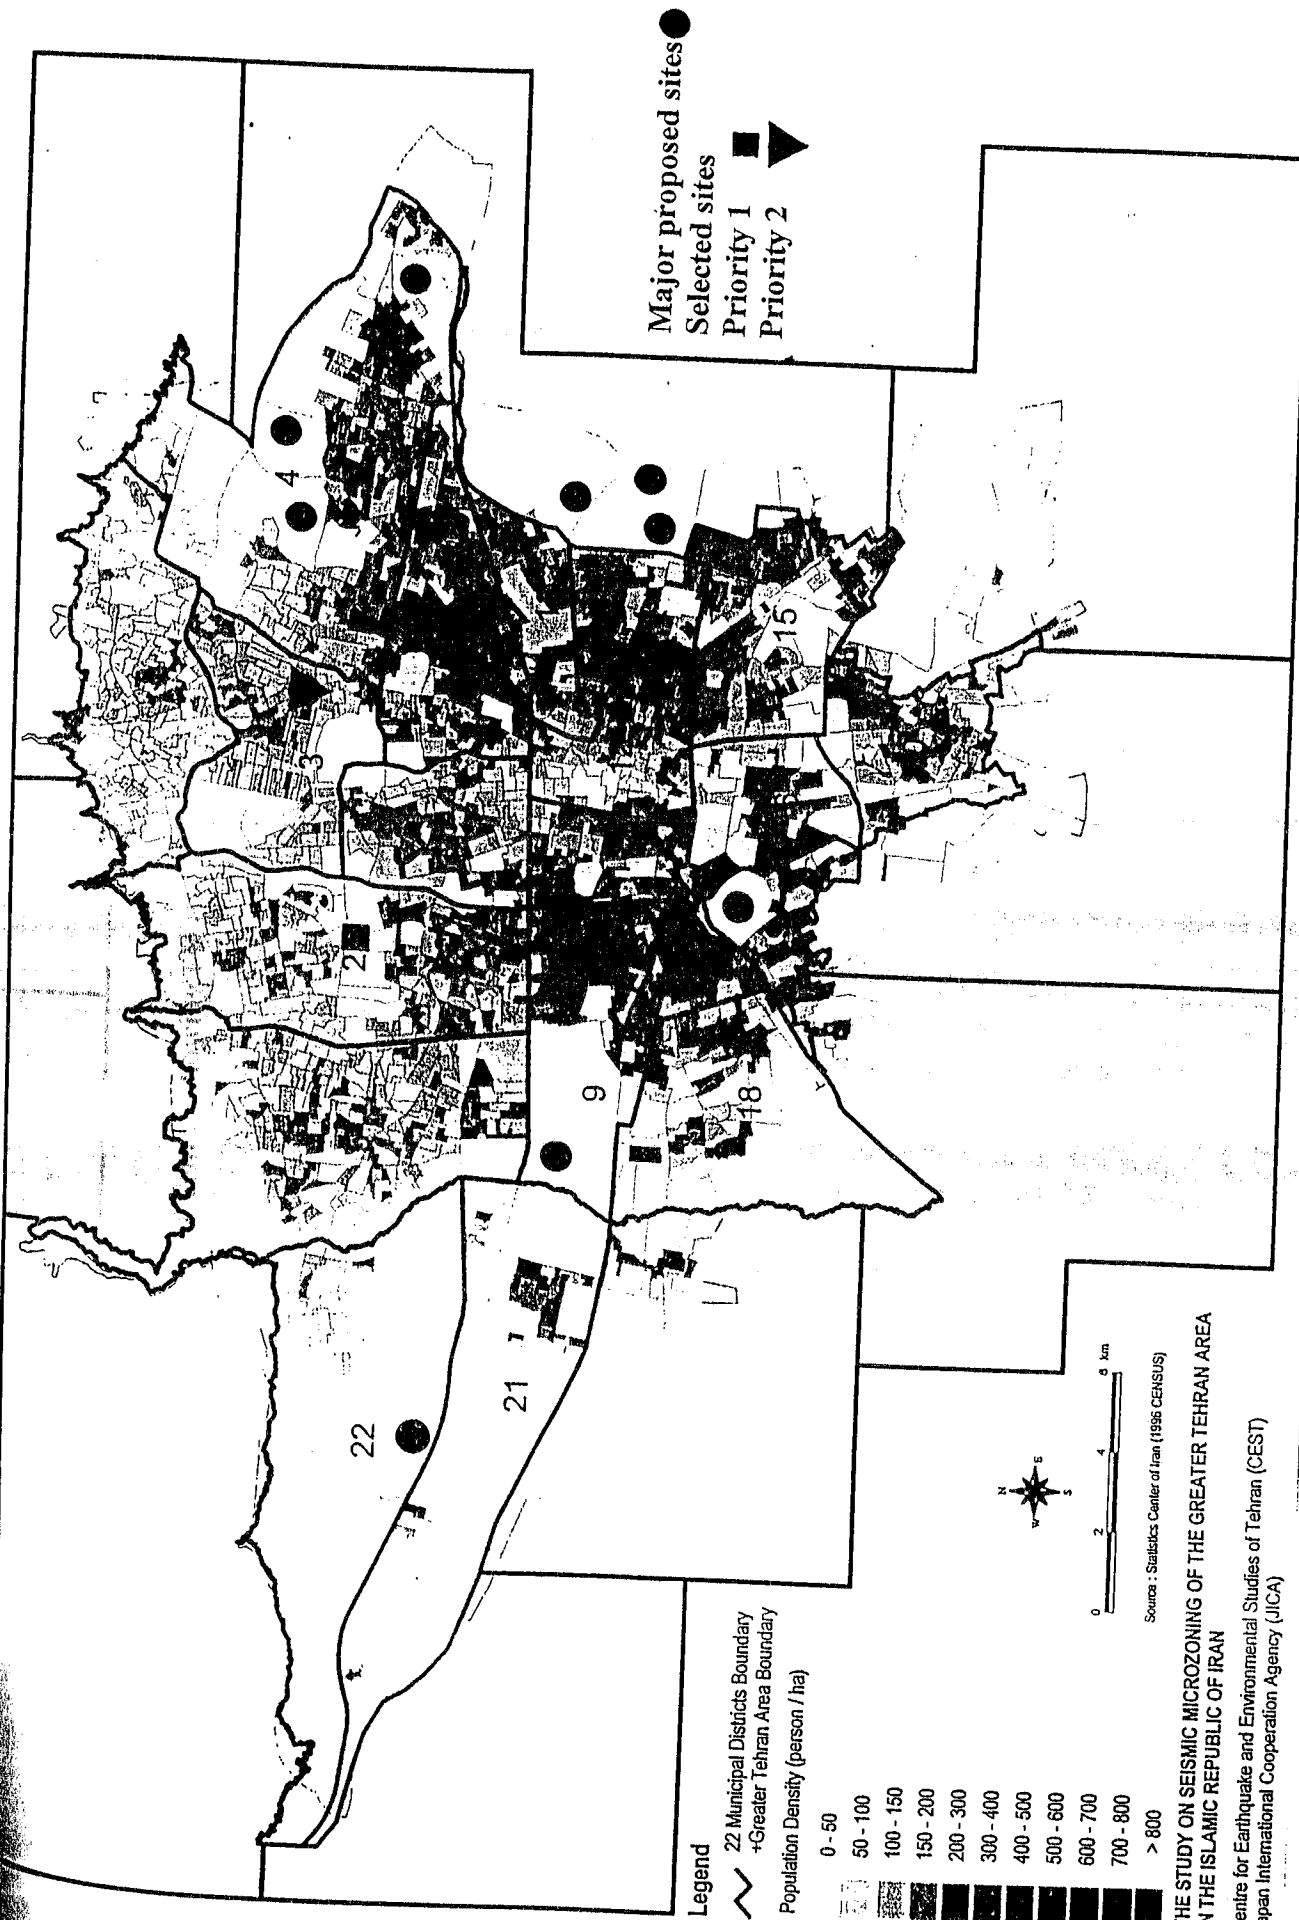 Major proposed sites
Selected sites
Priority 1
Priority 2
4
3
2
15
9
18
22
21
N
W
E
S
0 2 4 6 km
Source : Statistics Center of Iran (1996 CENSUS)
Legend
22 Municipal Districts Boundary
+Greater Tehran Area Boundary
Population Density (person / ha)
0 - 50
50 - 100
100 - 150
150 - 200
200 - 300
300 - 400
400 - 500
500 - 600
600 - 700
700 - 800
> 800
HE STUDY ON SEISMIC MICROZONING OF THE GREATER TEHRAN AREA
N THE ISLAMIC REPUBLIC OF IRAN
entre for Earthquake and Environmental Studies of Tehran (CEST)
apan International Cooperation Agency (JICA)